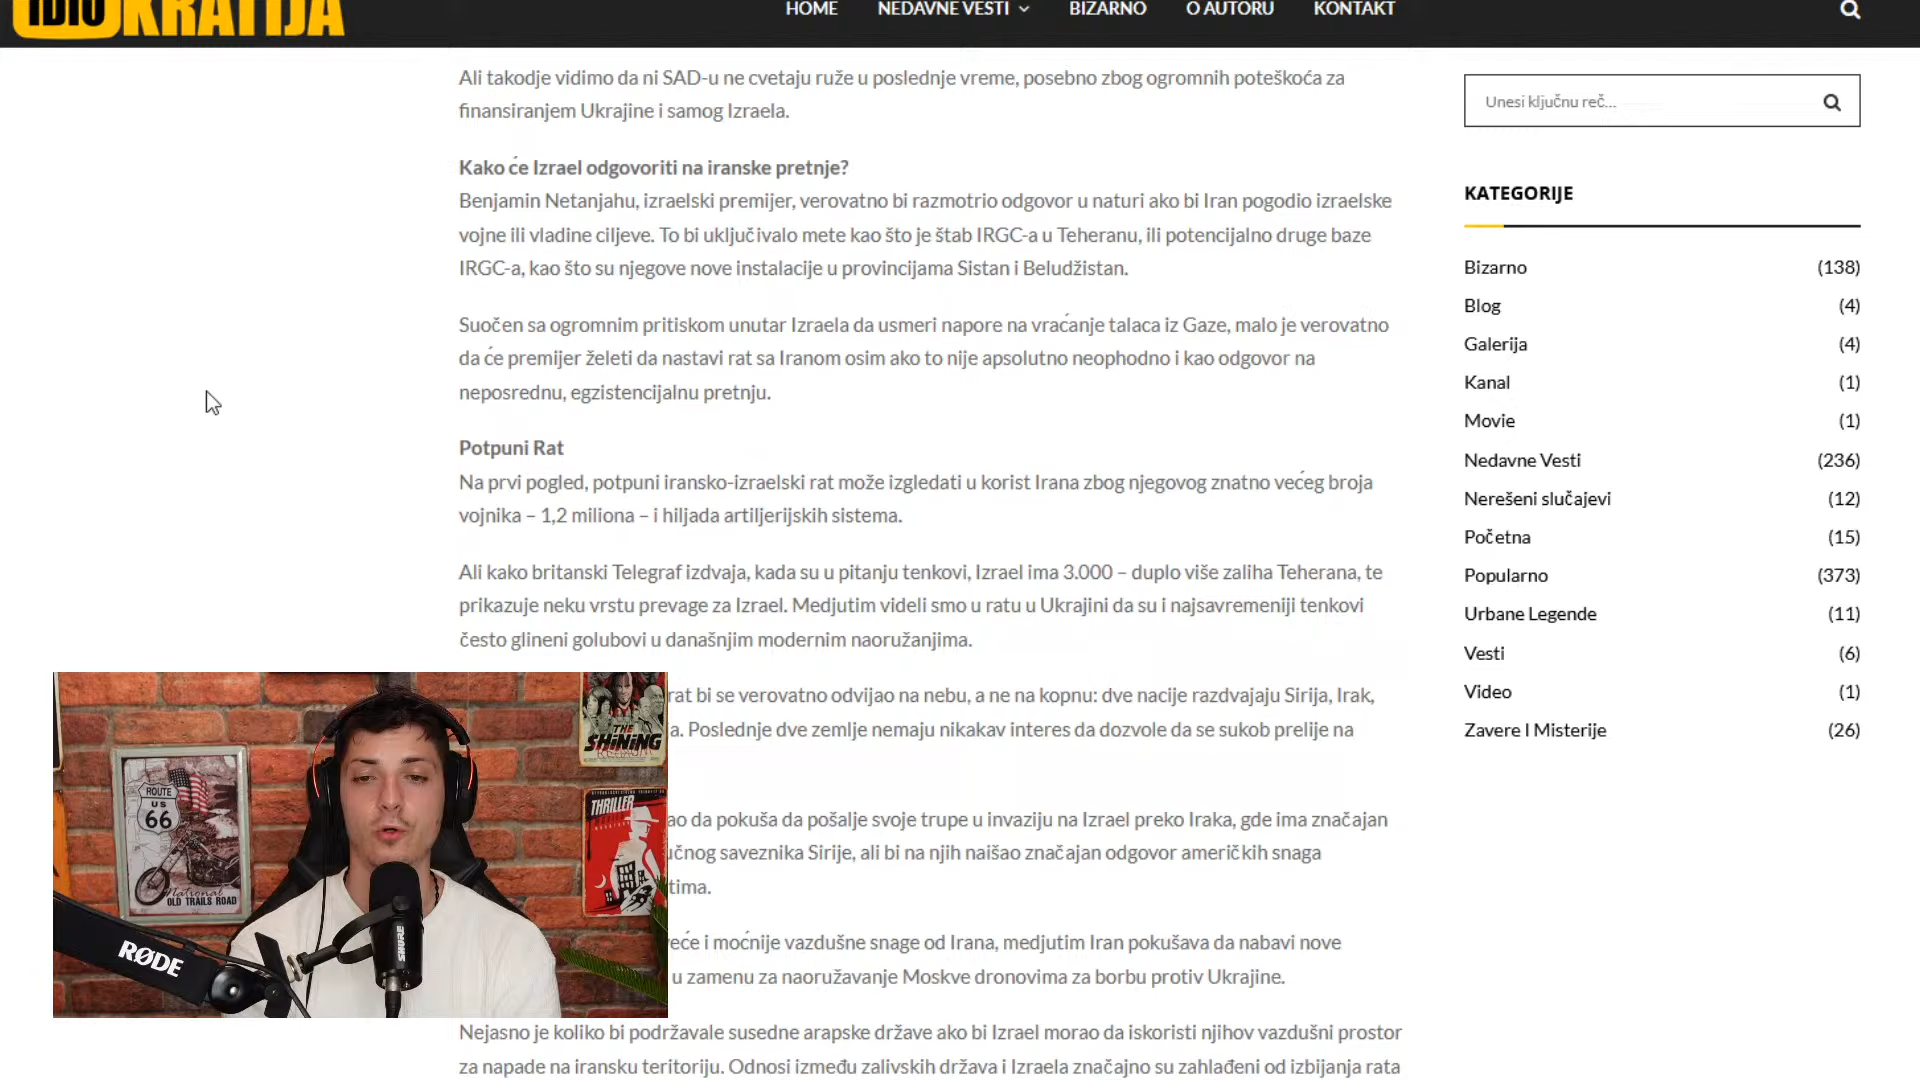 IDIOKRATIJA
HOME
NEDAVNE VESTI
BIZARNO
O AUTORU
KONTAKT
Ali takodje vidimo da ni SAD-u ne cvetaju ruže u poslednje vreme, posebno zbog ogromnih poteškoća za
finansiranjem Ukrajine i samog Izraela.
Kako će Izrael odgovoriti na iranske pretnje?
Benjamin Netanjahu, izraelski premijer, verovatno bi razmotrio odgovor u naturi ako bi Iran pogodio izraelske
vojne ili vladine ciljeve. To bi uključivalo mete kao što je štab IRGC-a u Teheranu, ili potencijalno druge baze
IRGC-a, kao što su njegove nove instalacije u provincijama Sistan i Beludžistan.
Suočen sa ogromnim pritiskom unutar Izraela da usmeri napore na vraćanje talaca iz Gaze, malo je verovatno
da će premijer želeti da nastavi rat sa Iranom osim ako to nije apsolutno neophodno i kao odgovor na
neposrednu, egzistencijalnu pretnju.
Potpuni Rat
Na prvi pogled, potpuni iransko-izraelski rat može izgledati u korist Irana zbog njegovog znatno većeg broja
vojnika – 1,2 miliona – i hiljada artiljerijskih sistema.
Ali kako britanski Telegraf izdvaja, kada su u pitanju tenkovi, Izrael ima 3.000 – duplo više zaliha Teherana, te
prikazuje neku vrstu prevage za Izrael. Medjutim videli smo u ratu u Ukrajini da su i najsavremeniji tenkovi
često glineni golubovi u današnjim modernim naoružanjima.
rat bi se verovatno odvijao na nebu, a ne na kopnu: dve nacije razdvajaju Sirija, Irak,
a. Poslednje dve zemlje nemaju nikakav interes da dozvole da se sukob prelije na
ao da pokuša da pošalje svoje trupe u invaziju na Izrael preko Iraka, gde ima značajan
učnog saveznika Sirije, ali bi na njih naišao značajan odgovor američkih snaga
tima.
veće i moćnije vazdušne snage od Irana, medjutim Iran pokušava da nabavi nove
u zamenu za naoružavanje Moskve dronovima za borbu protiv Ukrajine.
Nejasno je koliko bi podržavale susedne arapske države ako bi Izrael morao da iskoristi njihov vazdušni prostor
za napade na iransku teritoriju. Odnosi između zalivskih država i Izraela značajno su zahlađeni od izbijanja rata
Unesi ključnu reč...
KATEGORIJE
Bizarno (138)
Blog (4)
Galerija (4)
Kanal (1)
Movie (1)
Nedavne Vesti (236)
Nerešeni slučajevi (12)
Početna (15)
Popularno (373)
Urbane Legende (11)
Vesti (6)
Video (1)
Zavere I Misterije (26)
ROUTE
US
66
National
OLD TRAILS ROAD
THE
SHiNiNG
THRILLER
RØDE
SHURE